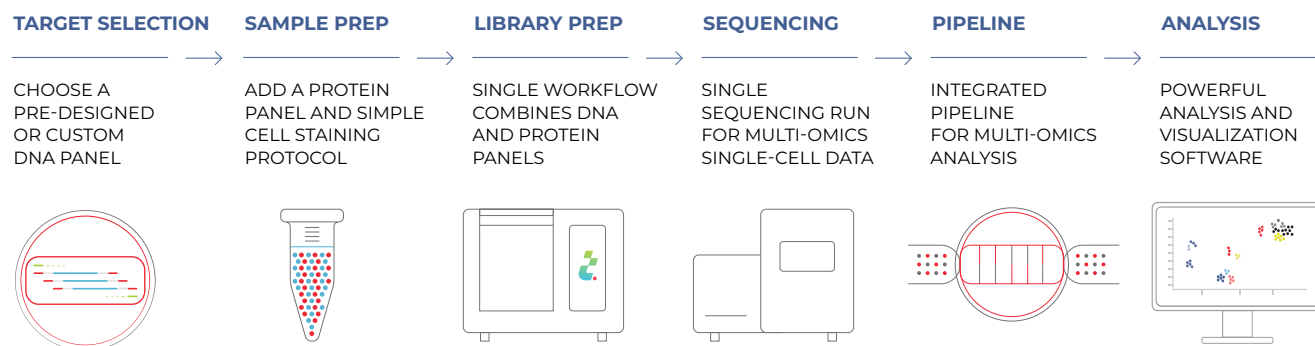 TARGET SELECTION
CHOOSE A
PRE-DESIGNED
OR CUSTOM
DNA PANEL
SAMPLE PREP
ADD A PROTEIN
PANEL AND SIMPLE
CELL STAINING
PROTOCOL
LIBRARY PREP
SINGLE WORKFLOW
COMBINES DNA
AND PROTEIN
PANELS
SEQUENCING
SINGLE
SEQUENCING RUN
FOR MULTI-OMICS
SINGLE-CELL DATA
PIPELINE
INTEGRATED
PIPELINE
FOR MULTI-OMICS
ANALYSIS
ANALYSIS
POWERFUL
ANALYSIS AND
VISUALIZATION
SOFTWARE